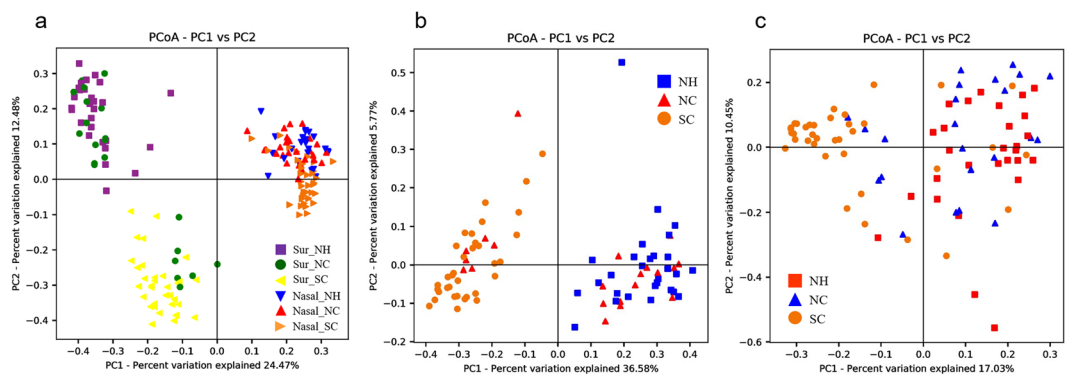 a
PCoA - PC1 vs PC2
PC2 - Percent variation explained 12.48%
0.3
0.2
0.1
0.0
−0.1
−0.2
−0.3
−0.4
Sur_NH
Sur_NC
Sur_SC
Nasal_NH
Nasal_NC
Nasal_SC
−0.4 −0.3 −0.2 −0.1 0.0 0.1 0.2 0.3
PC1 - Percent variation explained 24.47%
b
PCoA - PC1 vs PC2
PC2 - Percent variation explained 5.77%
0.5
0.4
0.3
0.2
0.1
0.0
−0.1
−0.2
NH
NC
SC
−0.4 −0.3 −0.2 −0.1 0.0 0.1 0.2 0.3 0.4
PC1 - Percent variation explained 36.58%
c
PCoA - PC1 vs PC2
PC2 - Percent variation explained 10.45%
0.2
0.0
−0.2
−0.4
−0.6
NH
NC
SC
−0.3 −0.2 −0.1 0.0 0.1 0.2 0.3
PC1 - Percent variation explained 17.03%